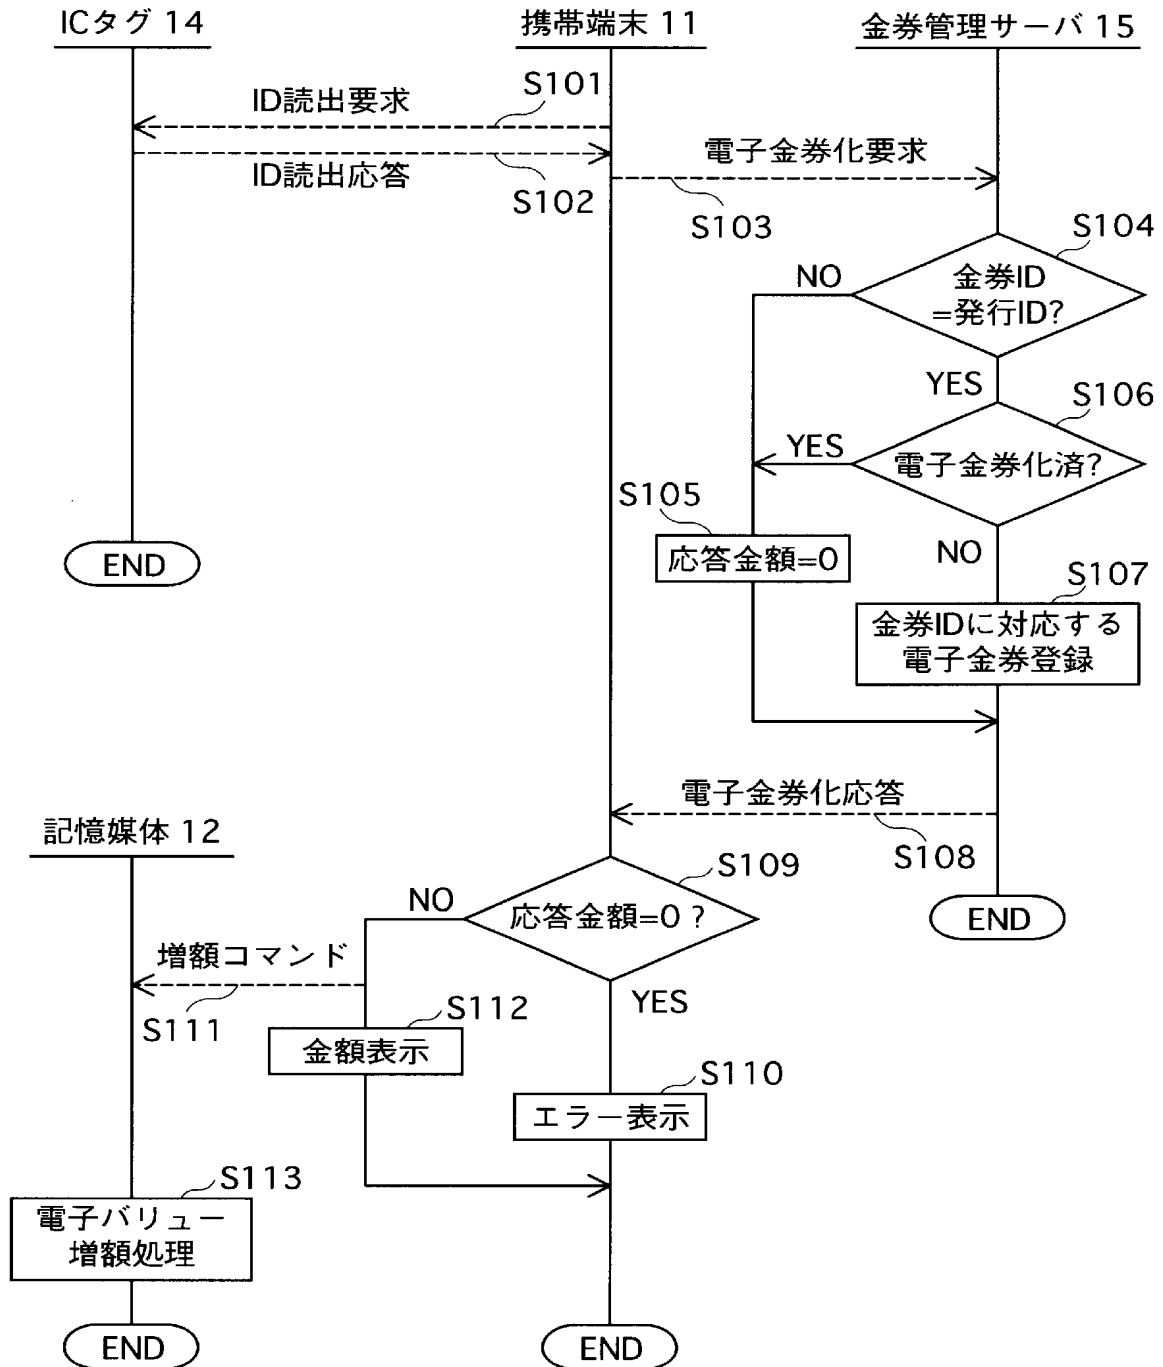 ICタグ 14
携帯端末 11
金券管理サーバ 15
S101
ID読出要求
ID読出応答
S102
電子金券化要求
S103
S104
金券ID
=発行ID?
NO
YES
S106
電子金券化済?
YES
NO
S105
応答金額=0
END
S107
金券IDに対応する
電子金券登録
電子金券化応答
S108
END
記憶媒体 12
S109
応答金額=0 ?
NO
YES
増額コマンド
S111
S112
金額表示
S110
エラー表示
S113
電子バリュー
増額処理
END
END